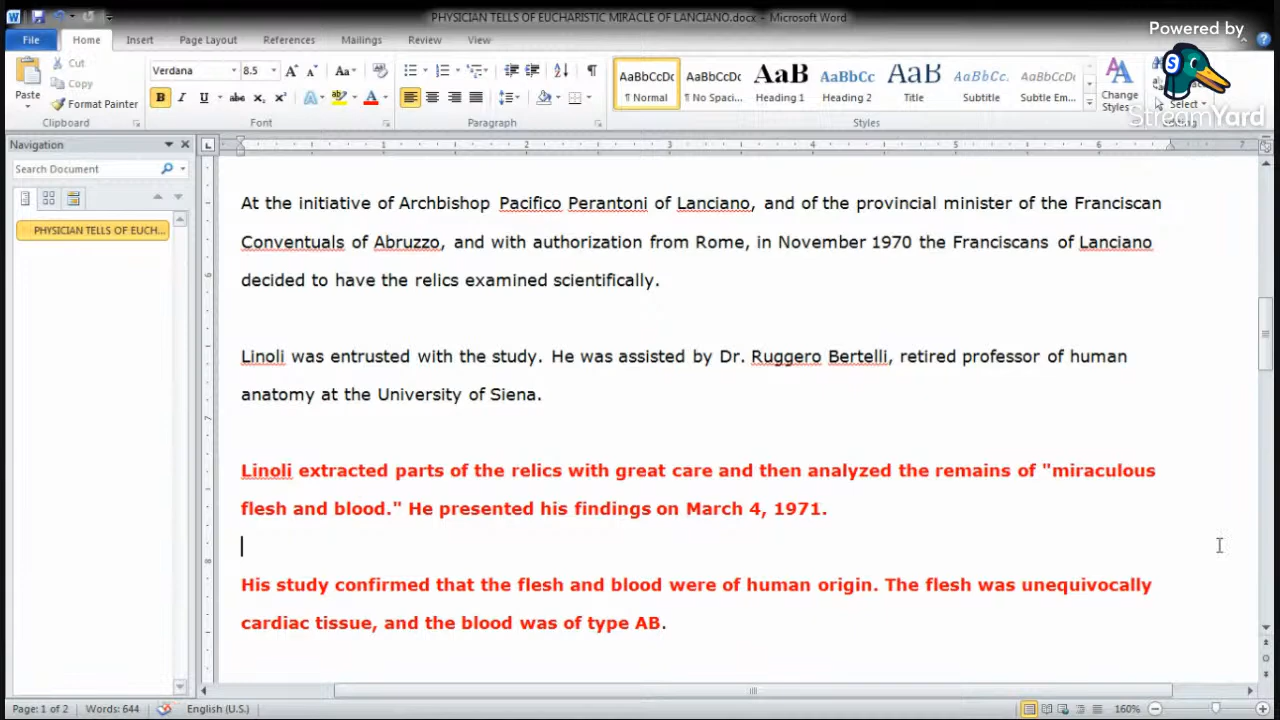 PHYSICIAN TELLS OF EUCHARISTIC MIRACLE OF LANCIANO.docx - Microsoft Word
Powered by
StreamYard
File Home Insert Page Layout References Mailings Review View
Paste
Cut
Copy
Format Painter
Verdana 8.5
AaBbCcDc AaBbCcDc AaB AaBbCc AaB AaBbCc. AaBbCcDc
¶ Normal ¶ No Spaci... Heading 1 Heading 2 Title Subtitle Subtle Em...
Change Styles
Select
Clipboard Font Paragraph Styles
Navigation
Search Document
PHYSICIAN TELLS OF EUCH...
1 2 3 4 5 6 7
At the initiative of Archbishop Pacifico Perantoni of Lanciano, and of the provincial minister of the Franciscan
Conventuals of Abruzzo, and with authorization from Rome, in November 1970 the Franciscans of Lanciano
decided to have the relics examined scientifically.
Linoli was entrusted with the study. He was assisted by Dr. Ruggero Bertelli, retired professor of human
anatomy at the University of Siena.
Linoli extracted parts of the relics with great care and then analyzed the remains of "miraculous
flesh and blood." He presented his findings on March 4, 1971.
His study confirmed that the flesh and blood were of human origin. The flesh was unequivocally
cardiac tissue, and the blood was of type AB.
Page: 1 of 2 Words: 644 English (U.S.) 160%